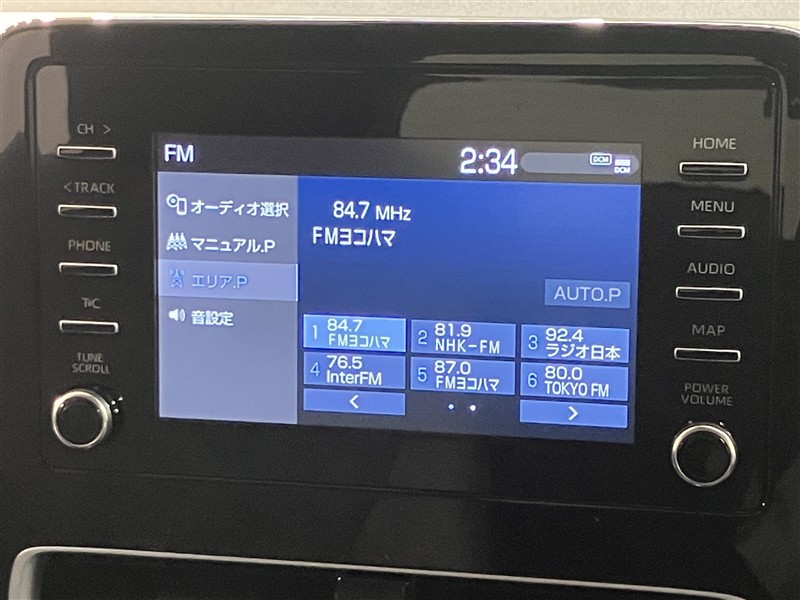 CH >
< TRACK
PHONE
T&C
TUNE
SCROLL
FM
2:34
DCM
DCM
オーディオ選択
マニュアル.P
エリア.P
音設定
84.7 MHz
FMヨコハマ
AUTO.P
1 84.7
FMヨコハマ
2 81.9
NHK-FM
3 92.4
ラジオ日本
4 76.5
InterFM
5 87.0
FMヨコハマ
6 80.0
TOKYO FM
<
>
HOME
MENU
AUDIO
MAP
POWER
VOLUME